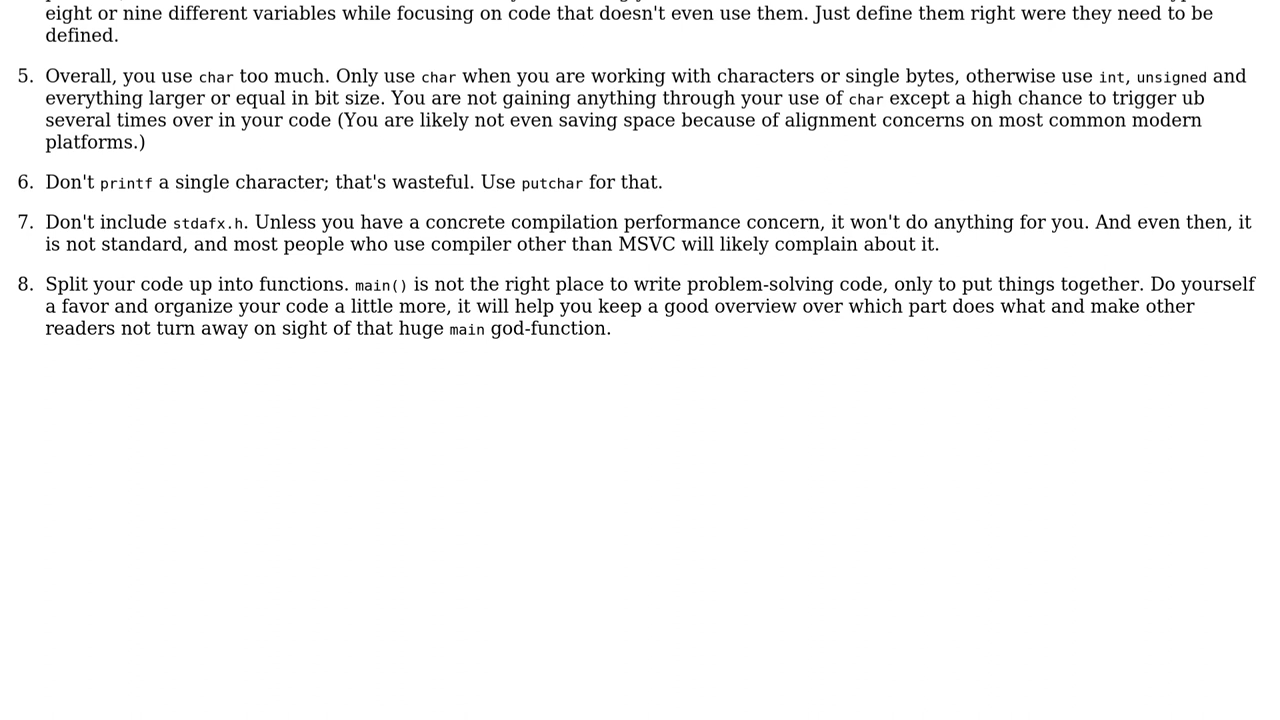 eight or nine different variables while focusing on code that doesn't even use them. Just define them right were they need to be
defined.
5. Overall, you use char too much. Only use char when you are working with characters or single bytes, otherwise use int, unsigned and
everything larger or equal in bit size. You are not gaining anything through your use of char except a high chance to trigger ub
several times over in your code (You are likely not even saving space because of alignment concerns on most common modern
platforms.)
6. Don't printf a single character; that's wasteful. Use putchar for that.
7. Don't include stdafx.h. Unless you have a concrete compilation performance concern, it won't do anything for you. And even then, it
is not standard, and most people who use compiler other than MSVC will likely complain about it.
8. Split your code up into functions. main() is not the right place to write problem-solving code, only to put things together. Do yourself
a favor and organize your code a little more, it will help you keep a good overview over which part does what and make other
readers not turn away on sight of that huge main god-function.